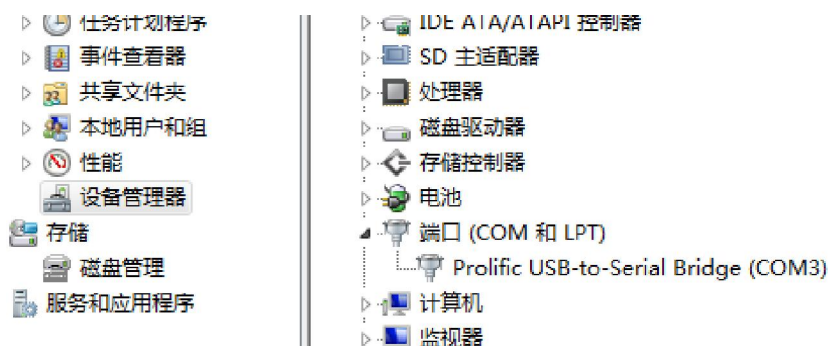 任务计划程序
事件查看器
共享文件夹
本地用户和组
性能
设备管理器
存储
磁盘管理
服务和应用程序
IDE ATA/ATAPI 控制器
SD 主适配器
处理器
磁盘驱动器
存储控制器
电池
端口 (COM 和 LPT)
Prolific USB-to-Serial Bridge (COM3)
计算机
监视器